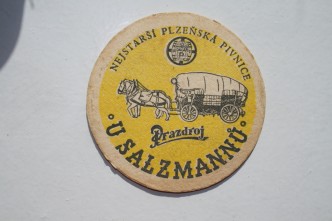 NEJSTARŠÍ PLZEŇSKÁ PIVNICE
Prazdroj
U SALZMANNŮ